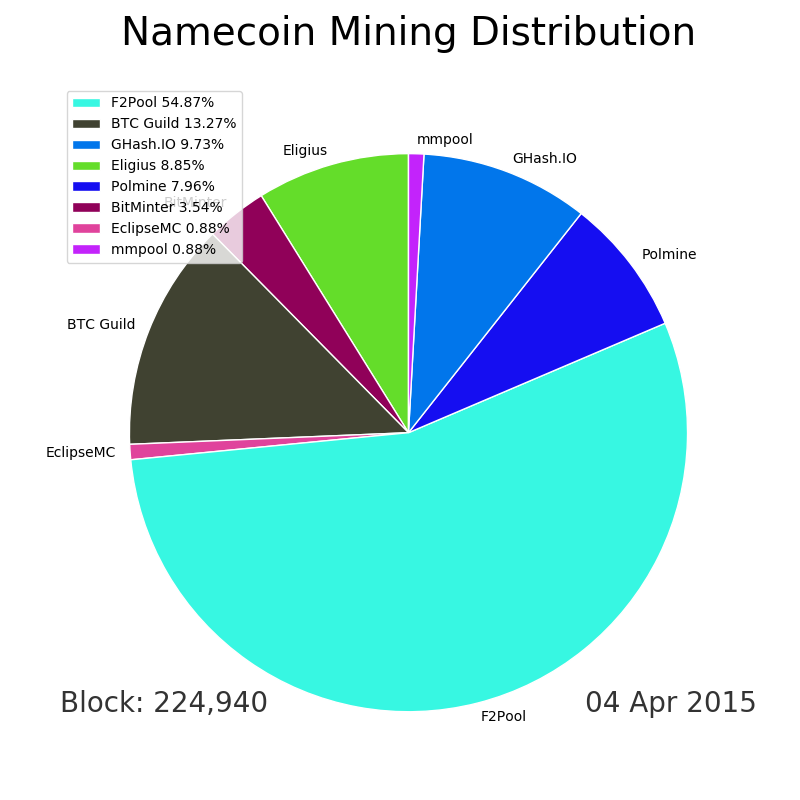 Namecoin Mining Distribution
F2Pool 54.87%
BTC Guild 13.27%
GHash.IO 9.73%
Eligius 8.85%
Polmine 7.96%
BitMinter 3.54%
EclipseMC 0.88%
mmpool 0.88%
mmpool
Eligius
GHash.IO
BitMinter
Polmine
BTC Guild
EclipseMC
F2Pool
Block: 224,940
04 Apr 2015